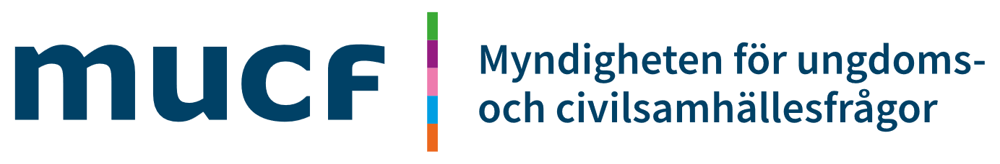 mucf
Myndigheten för ungdoms-
och civilsamhällesfrågor